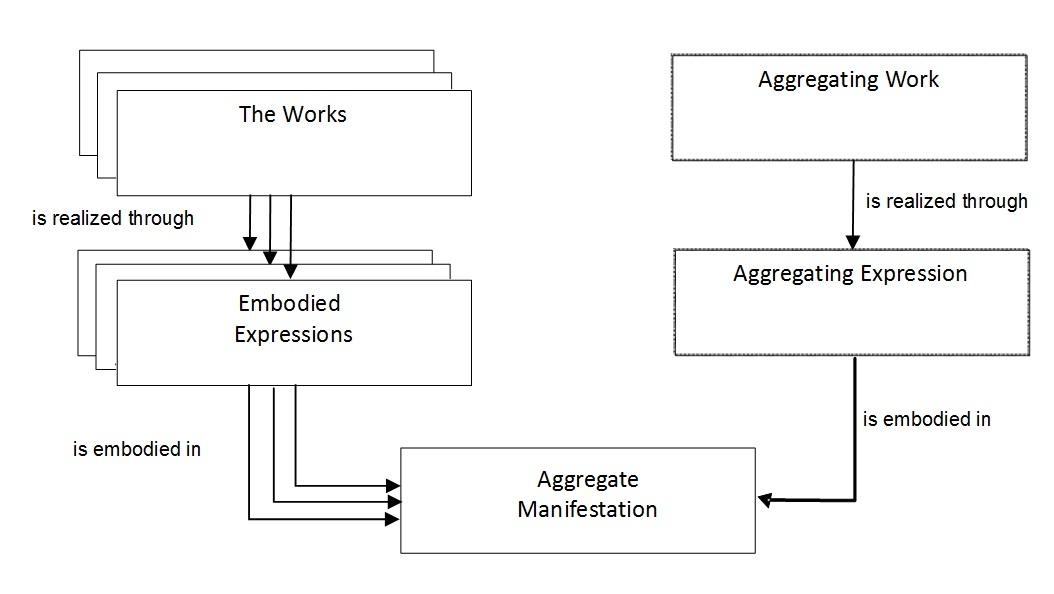 The Works
is realized through
Embodied
Expressions
is embodied in
Aggregating Work
is realized through
Aggregating Expression
is embodied in
Aggregate
Manifestation